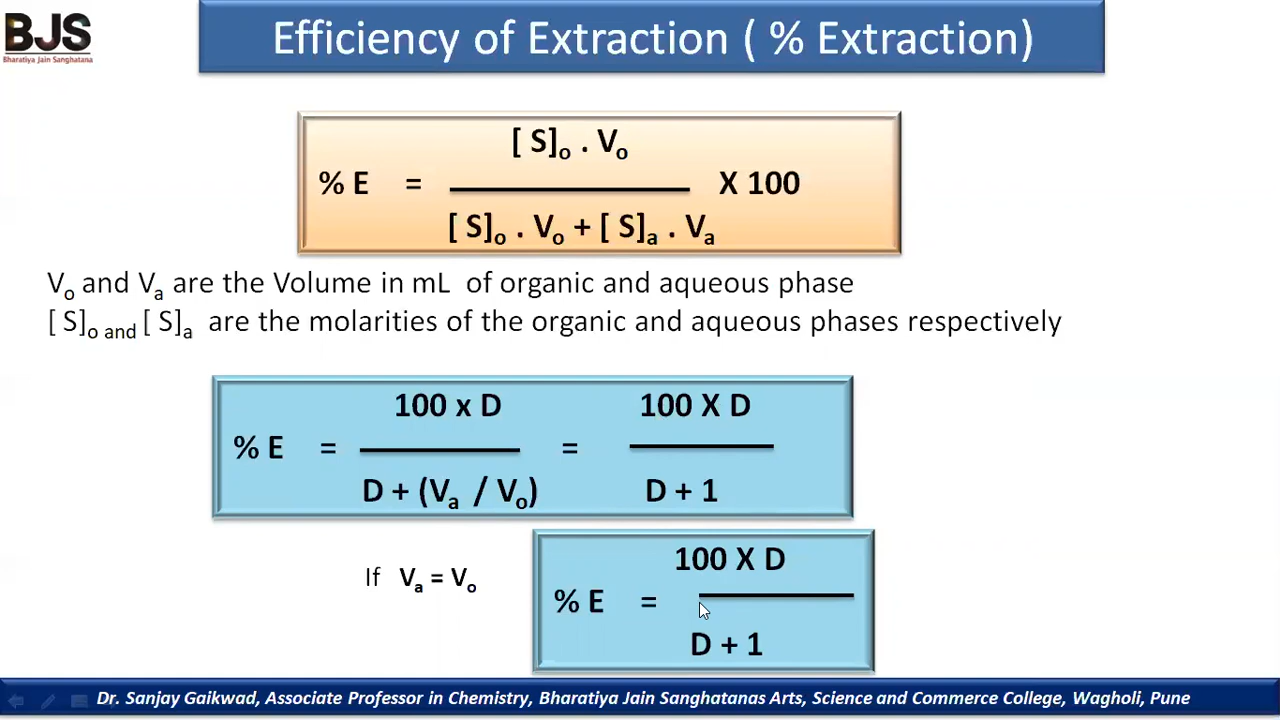 BJS
Bharatiya Jain Sanghatana
Efficiency of Extraction ( % Extraction)
[ S]o . Vo
% E = X 100
[ S]o . Vo + [ S]a . Va
Vo and Va are the Volume in mL of organic and aqueous phase
[ S]o and [ S]a are the molarities of the organic and aqueous phases respectively
100 x D 100 X D
% E = =
D + (Va / Vo) D + 1
If Va = Vo
100 X D
% E =
D + 1
Dr. Sanjay Gaikwad, Associate Professor in Chemistry, Bharatiya Jain Sanghatanas Arts, Science and Commerce College, Wagholi, Pune